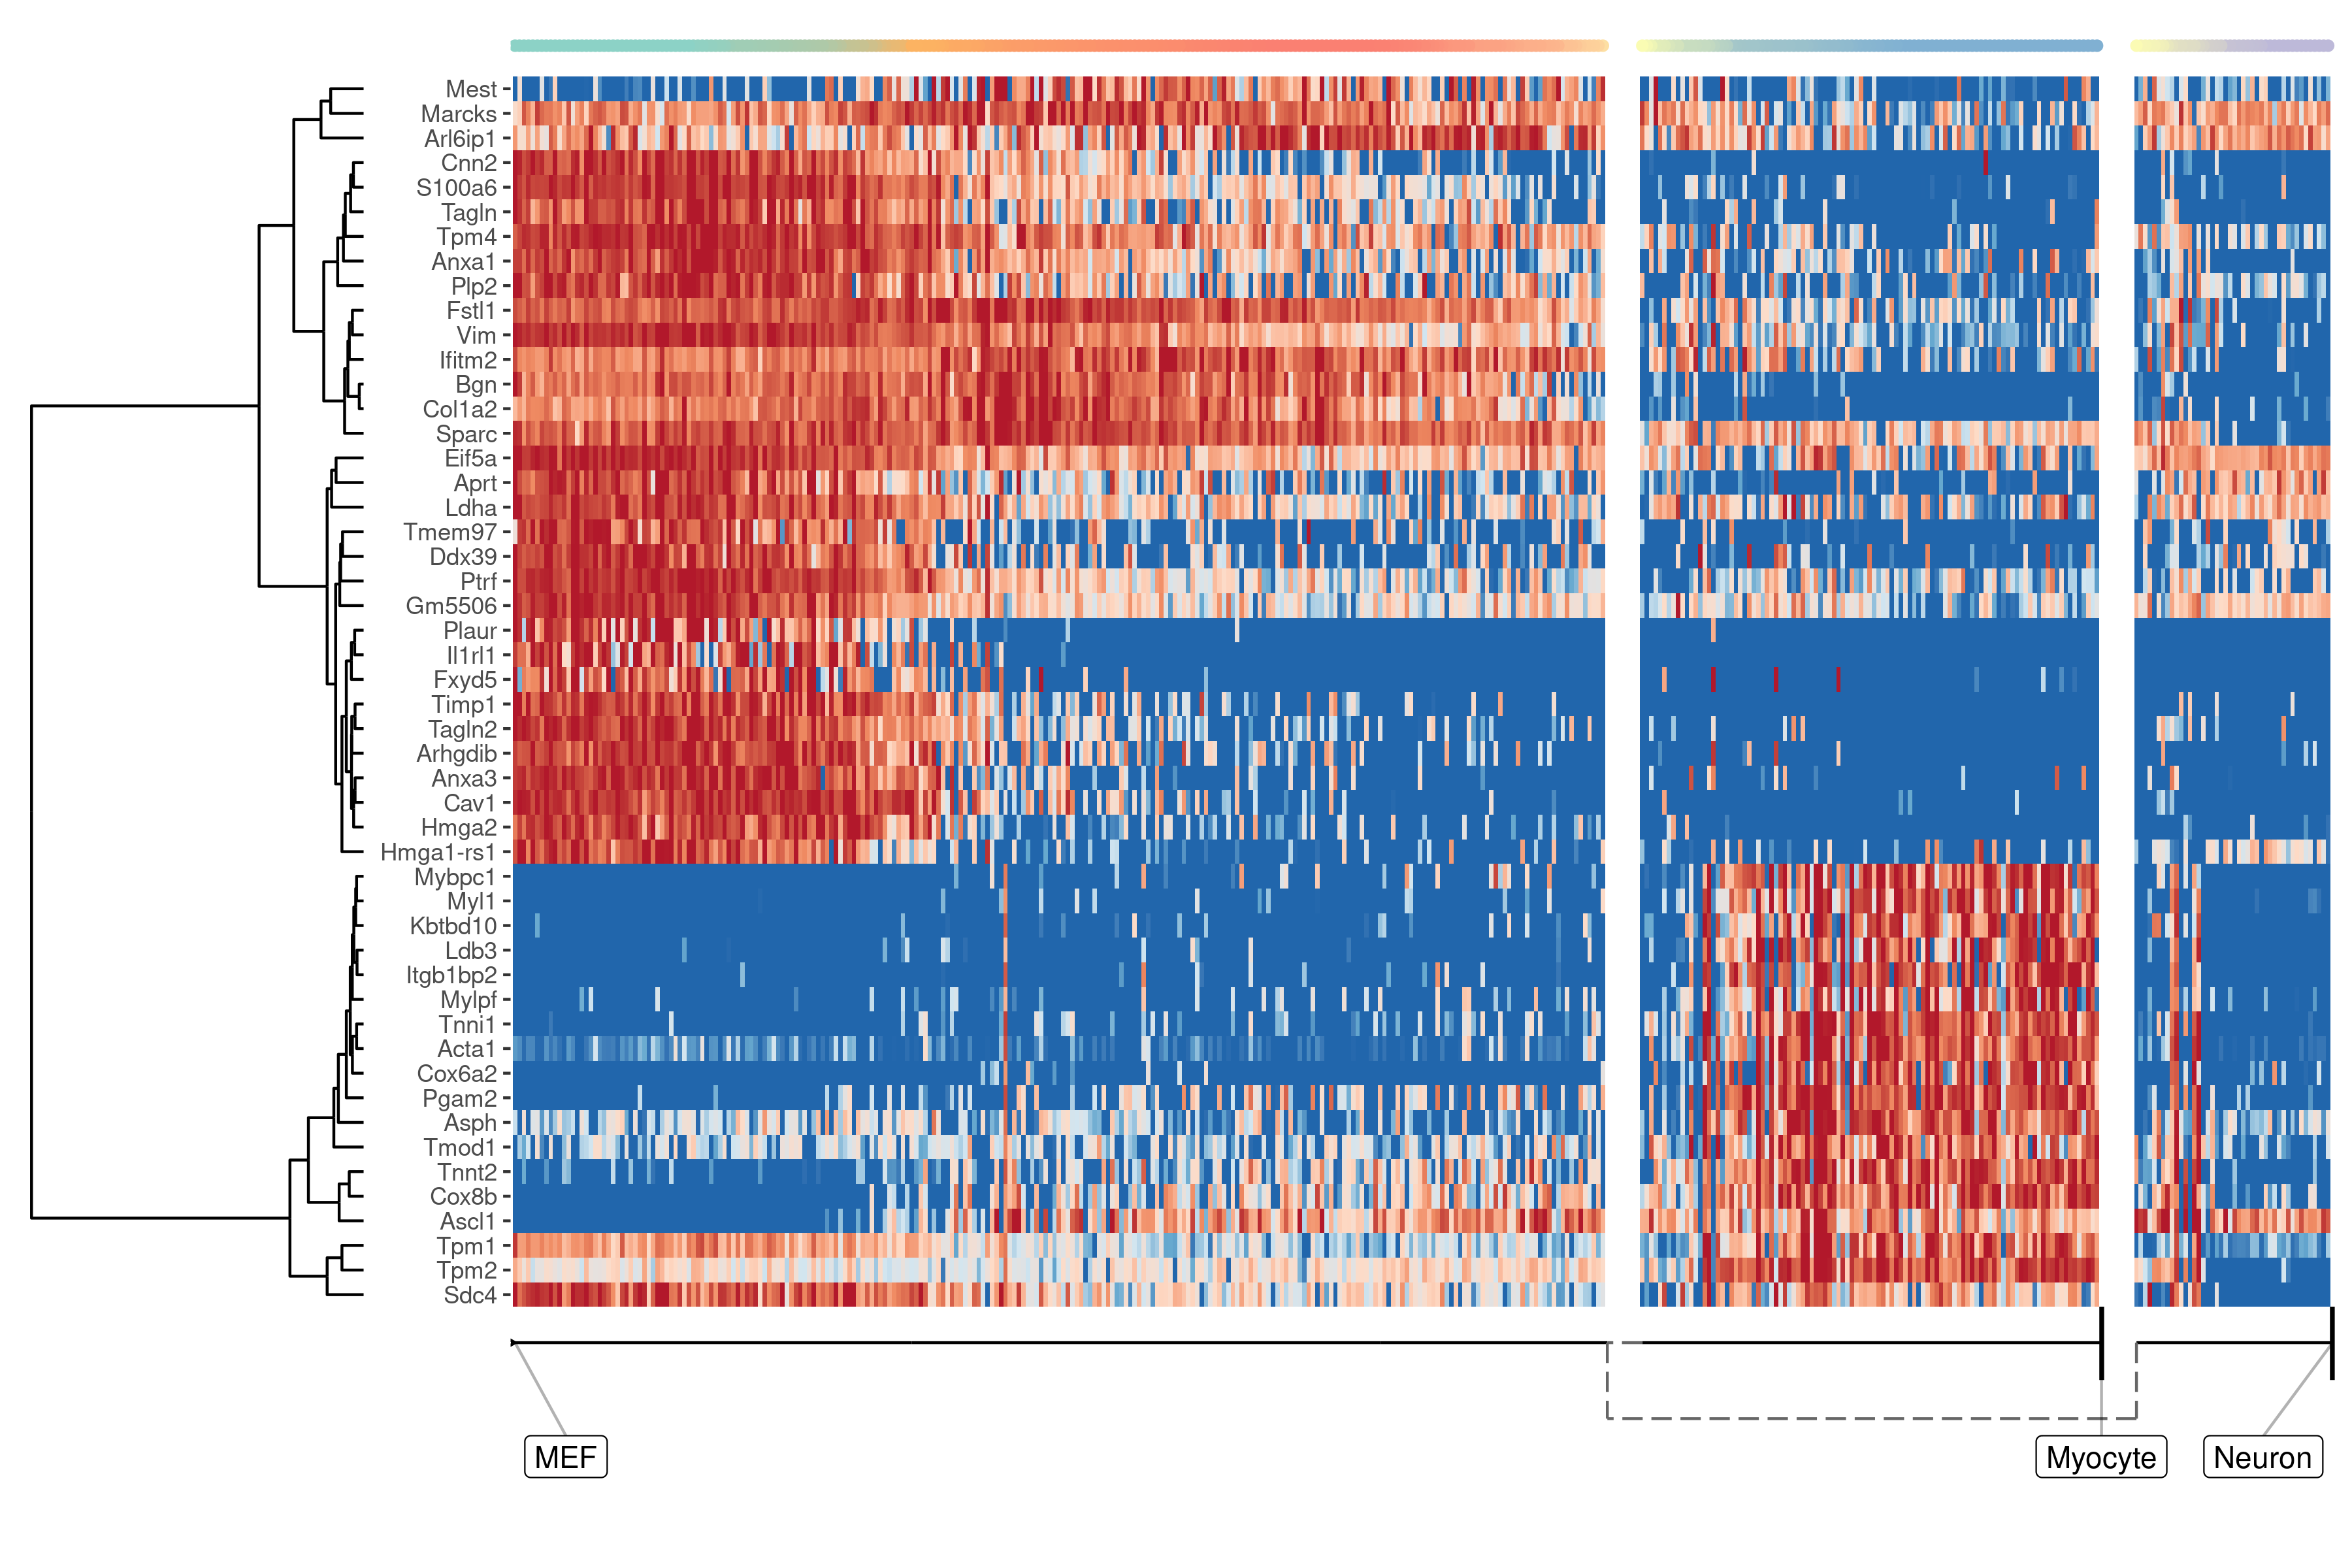 Mest
Marcks
Arl6ip1
Cnn2
S100a6
Tagln
Tpm4
Anxa1
Plp2
Fstl1
Vim
Ifitm2
Bgn
Col1a2
Sparc
Eif5a
Aprt
Ldha
Tmem97
Ddx39
Ptrf
Gm5506
Plaur
Il1rl1
Fxyd5
Timp1
Tagln2
Arhgdib
Anxa3
Cav1
Hmga2
Hmga1-rs1
Mybpc1
Myl1
Kbtbd10
Ldb3
Itgb1bp2
Mylpf
Tnni1
Acta1
Cox6a2
Pgam2
Asph
Tmod1
Tnnt2
Cox8b
Ascl1
Tpm1
Tpm2
Sdc4
MEF Myocyte Neuron